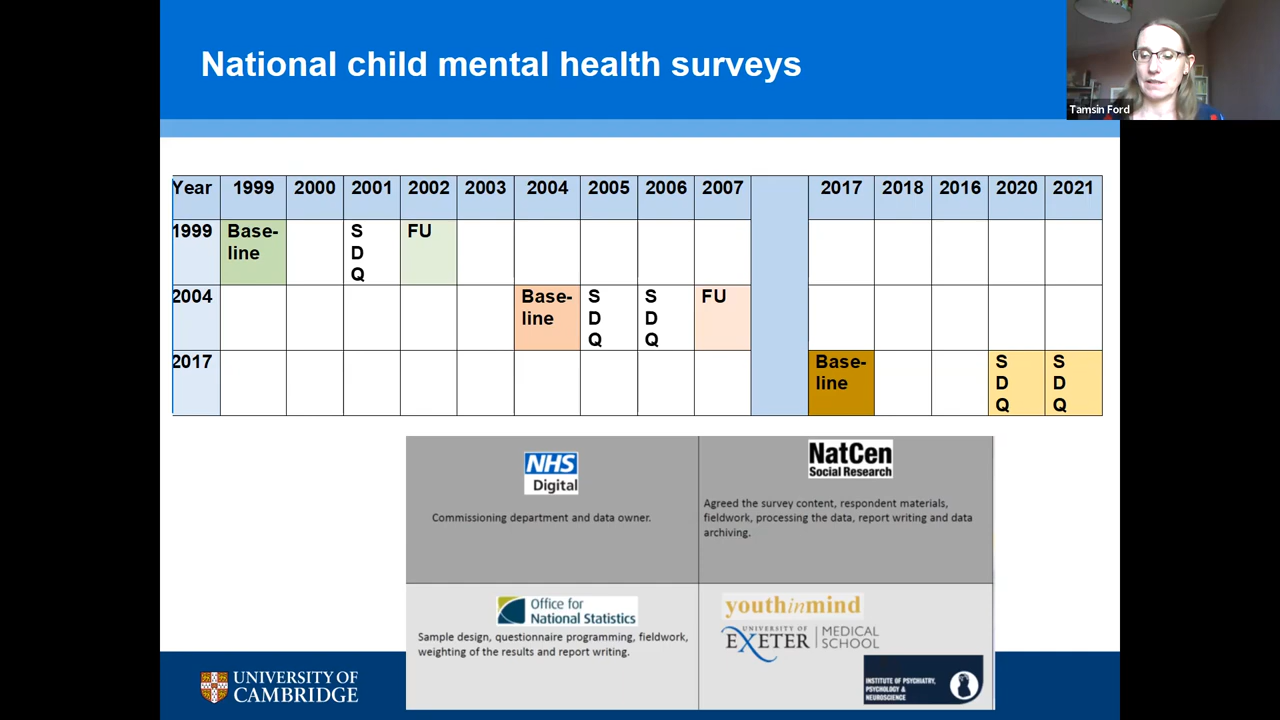 National child mental health surveys
Tamsin Ford
Year 1999 2000 2001 2002 2003 2004 2005 2006 2007 2017 2018 2016 2020 2021
1999 Base-line S D Q FU
2004 Base-line S D Q S D Q FU
2017 Base-line S D Q S D Q
NHS
Digital
Commissioning department and data owner.
NatCen
Social Research
Agreed the survey content, respondent materials,
fieldwork, processing the data, report writing and data
archiving.
Office for
National Statistics
Sample design, questionnaire programming, fieldwork,
weighting of the results and report writing.
youthinmind
UNIVERSITY OF
EXETER
MEDICAL
SCHOOL
INSTITUTE OF PSYCHIATRY,
PSYCHOLOGY &
NEUROSCIENCE
UNIVERSITY OF
CAMBRIDGE